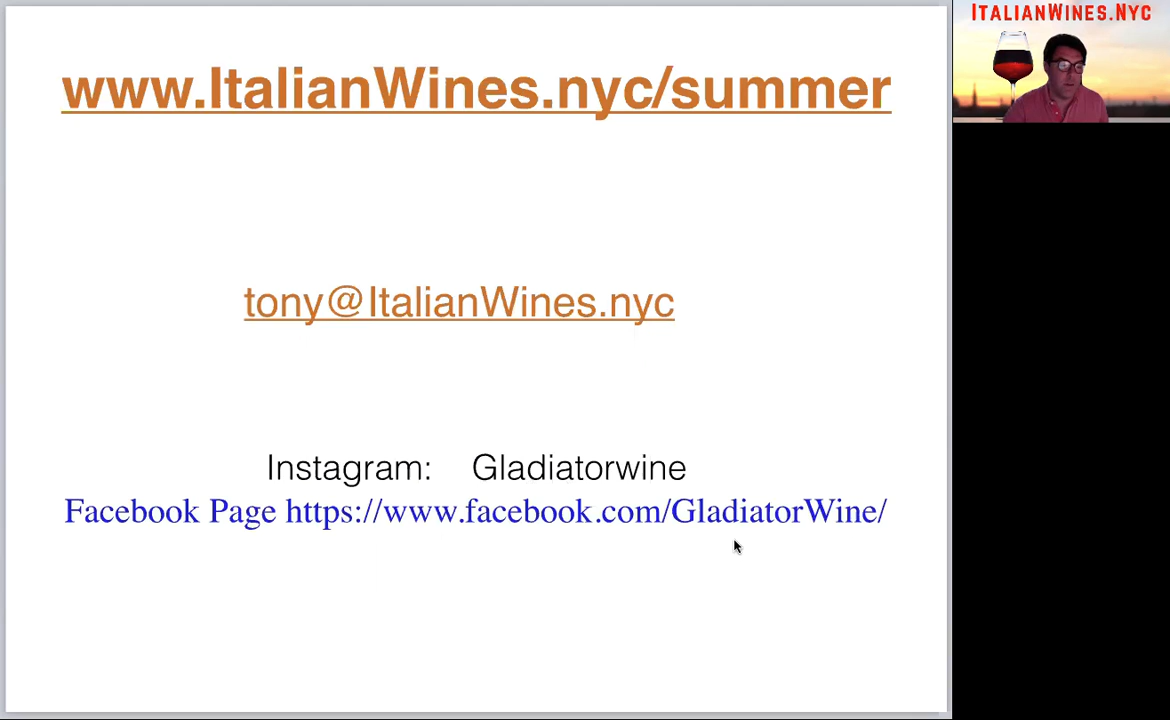 www.ItalianWines.nyc/summer
tony@ItalianWines.nyc
Instagram: Gladiatorwine
Facebook Page https://www.facebook.com/GladiatorWine/
ITALIANWINES.NYC